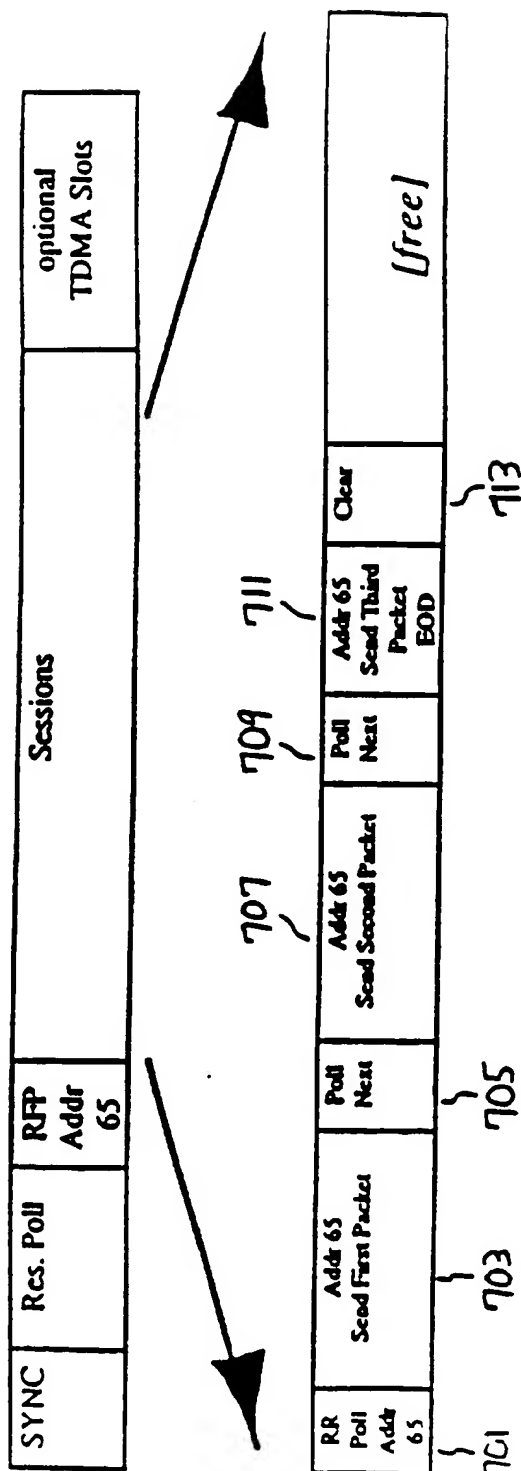 SYNC
Res. Poll
RFP
Addr
65
Sessions
optional
TDMA Slots
RR
Poll
Addr
65
Addr 65
Send First Packet
Poll
Next
Addr 65
Send Second Packet
Poll
Next
Addr 65
Send Third
Packet
EOD
Clear
[free]
701
703
705
707
709
711
713